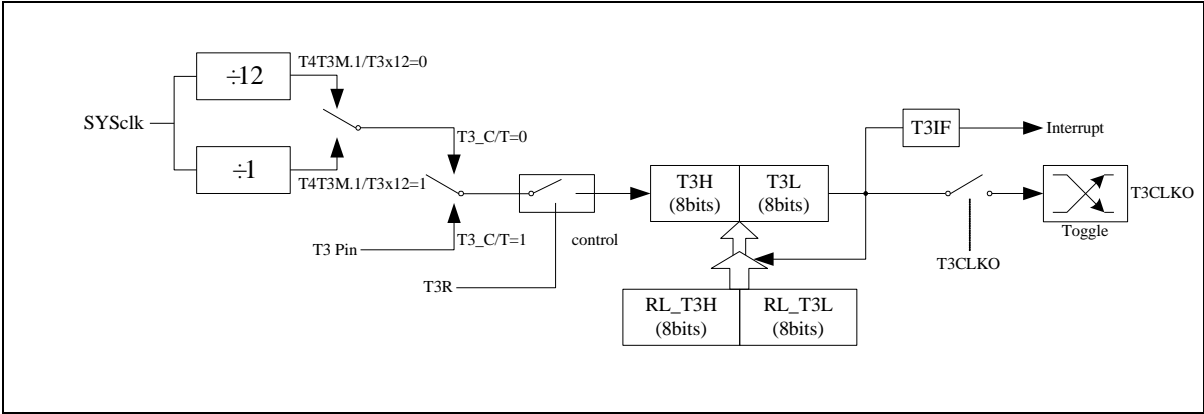 T4T3M.1/T3x12=0
÷12
SYSclk
T3_C/T=0
T3IF
Interrupt
÷1
T4T3M.1/T3x12=1
T3H
(8bits)
T3L
(8bits)
T3CLKO
Toggle
T3 Pin
T3_C/T=1
control
T3CLKO
T3R
RL_T3H
(8bits)
RL_T3L
(8bits)